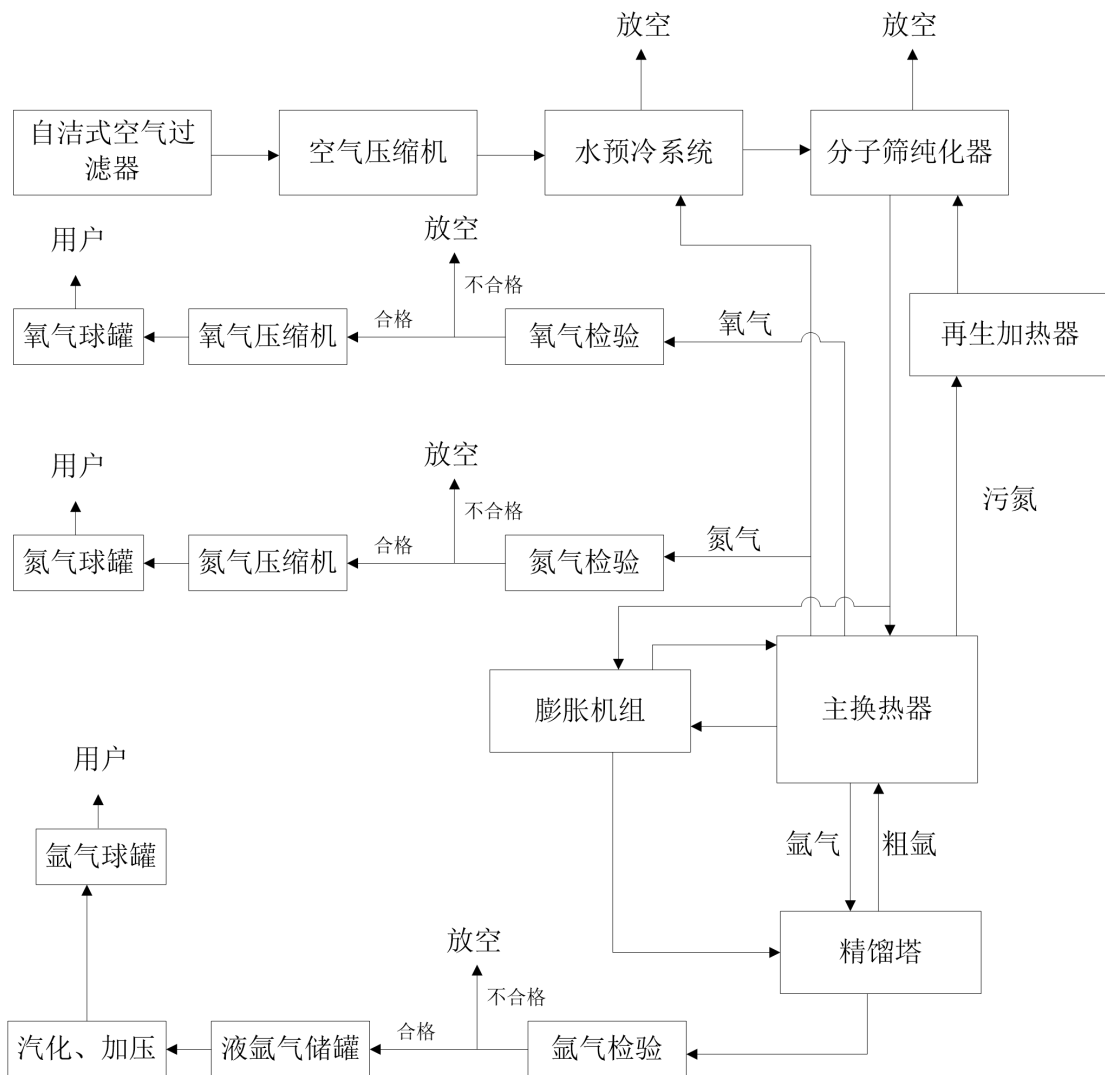 放空
放空
自洁式空气过
滤器
空气压缩机
水预冷系统
分子筛纯化器
用户
放空
不合格
氧气球罐
氧气压缩机
合格
氧气检验
氧气
再生加热器
用户
放空
不合格
污氮
氮气球罐
氮气压缩机
合格
氮气检验
氮气
膨胀机组
主换热器
用户
氩气球罐
氩气
粗氩
放空
不合格
精馏塔
汽化、加压
液氩气储罐
合格
氩气检验